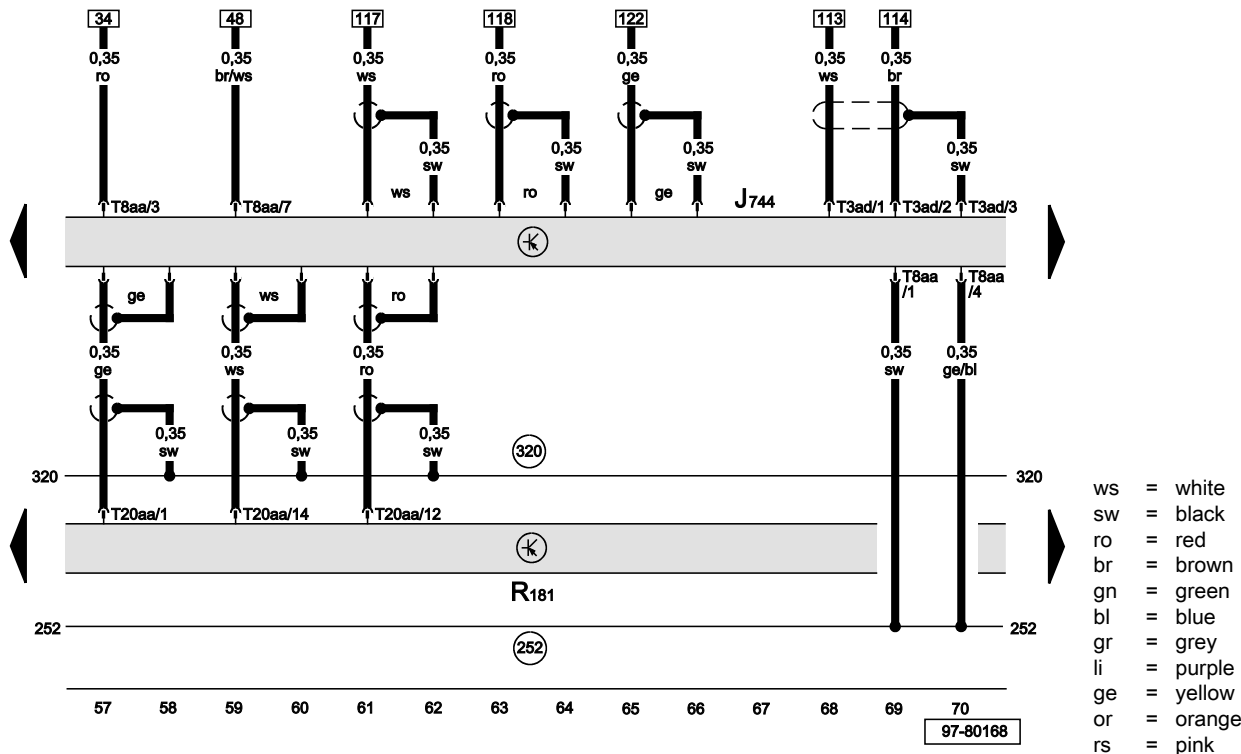 34 48 117 118 122 113 114
0,35 0,35 0,35 0,35 0,35 0,35 0,35
ro br/ws ws ro ge ws br
0,35 0,35 0,35 0,35
sw sw sw sw
ws ro ge J744
T8aa/3 T8aa/7 T3ad/1 T3ad/2 T3ad/3
T8aa T8aa
/1 /4
ge ws ro
0,35 0,35 0,35 0,35 0,35
ge ws ro sw ge/bl
0,35 0,35 0,35
sw sw sw
320
320 320
T20aa/1 T20aa/14 T20aa/12
R181
252 252
252
57 58 59 60 61 62 63 64 65 66 67 68 69 70
97-80168
ws = white
sw = black
ro = red
br = brown
gn = green
bl = blue
gr = grey
li = purple
ge = yellow
or = orange
rs = pink